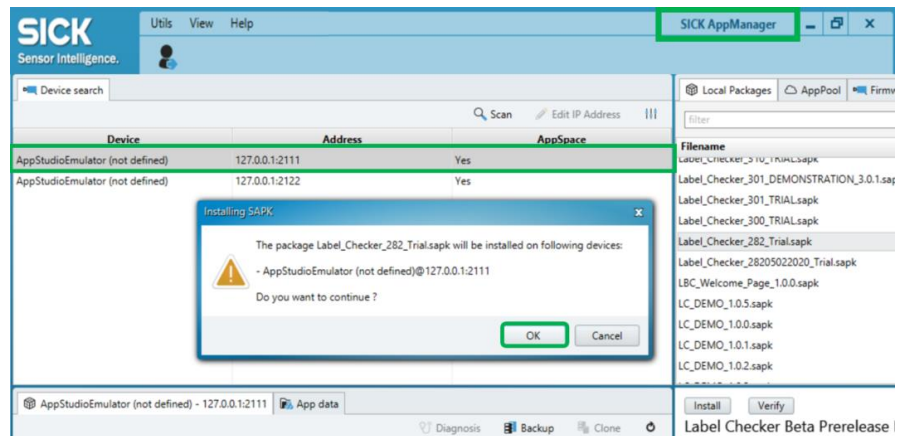 SICK
Sensor Intelligence.
Utils View Help
SICK AppManager
Device search
Scan Edit IP Address
Device Address AppSpace
AppStudioEmulator (not defined) 127.0.0.1:2111 Yes
AppStudioEmulator (not defined) 127.0.0.1:2122 Yes
Installing SAPK
The package Label_Checker_282_Trial.sapk will be installed on following devices:
- AppStudioEmulator (not defined)@127.0.0.1:2111
Do you want to continue ?
OK Cancel
AppStudioEmulator (not defined) - 127.0.0.1:2111 App data
Diagnosis Backup Clone
Local Packages AppPool Firmw
filter
Filename
Label_Checker_310_TRIAL.sapk
Label_Checker_301_DEMONSTRATION_3.0.1.sap
Label_Checker_301_TRIAL.sapk
Label_Checker_300_TRIAL.sapk
Label_Checker_282_Trial.sapk
Label_Checker_28205022020_Trial.sapk
LBC_Welcome_Page_1.0.0.sapk
LC_DEMO_1.0.5.sapk
LC_DEMO_1.0.0.sapk
LC_DEMO_1.0.1.sapk
LC_DEMO_1.0.2.sapk
Install Verify
Label Checker Beta Prerelease